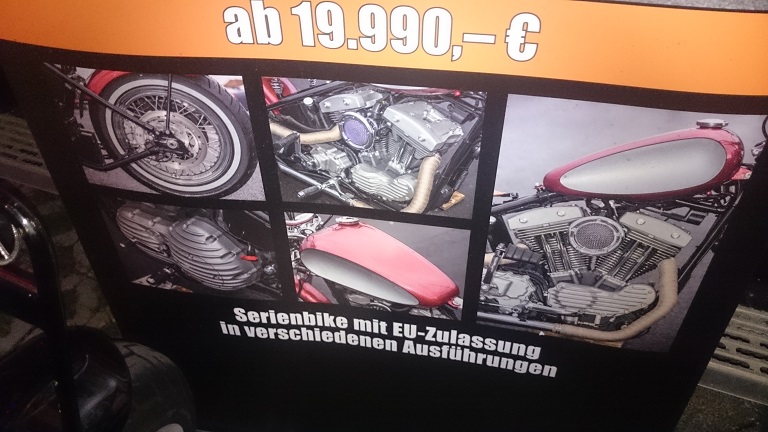 ab 19.990,– €
Serienbike mit EU-Zulassung
in verschiedenen Ausführungen